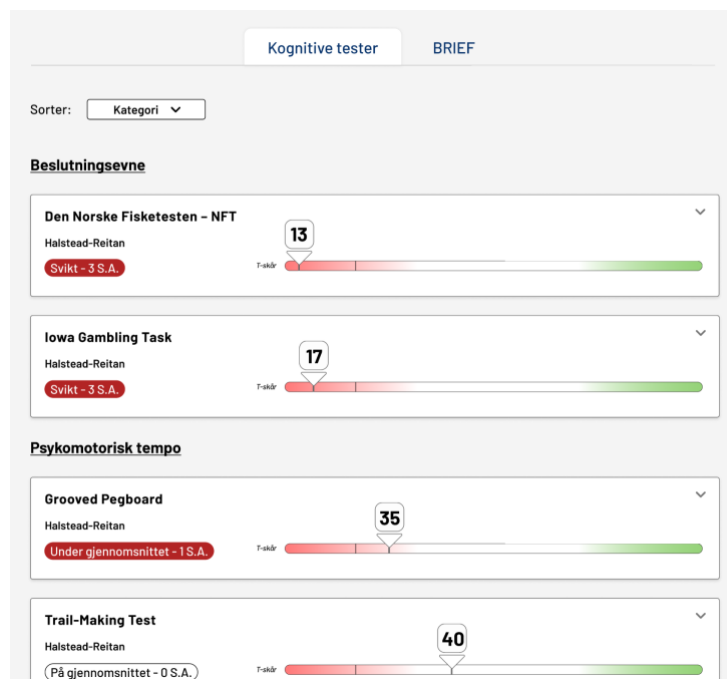 Kognitive tester BRIEF
Sorter: Kategori
Beslutningsevne
Den Norske Fisketesten – NFT
Halstead-Reitan
Svikt - 3 S.A.
13
T-skår
Iowa Gambling Task
Halstead-Reitan
Svikt - 3 S.A.
17
T-skår
Psykomotorisk tempo
Grooved Pegboard
Halstead-Reitan
Under gjennomsnittet - 1 S.A.
35
T-skår
Trail-Making Test
Halstead-Reitan
På gjennomsnittet - 0 S.A.
40
T-skår